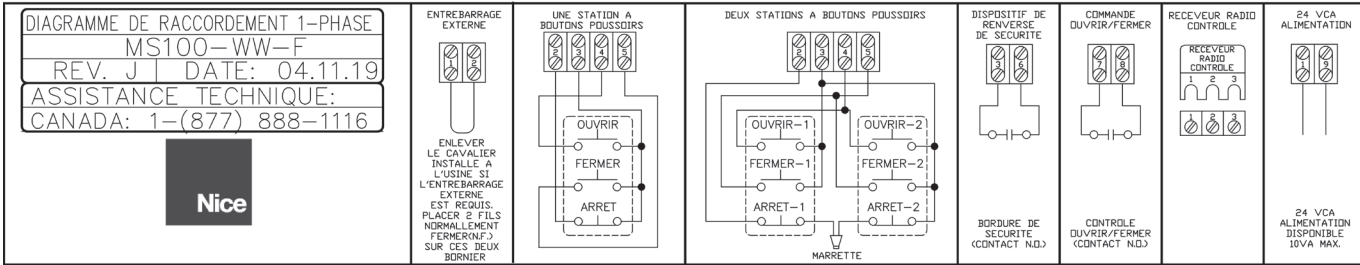 DIAGRAMME DE RACCORDEMENT 1-PHASE
MS100-WW-F
REV. J DATE: 04.11.19
ASSISTANCE TECHNIQUE:
CANADA: 1-(877) 888-1116
Nice
ENTREBARRAGE
EXTERNE
1 2
ENLEVER
LE CAVALIER
INSTALLE A
L'USINE SI
L'ENTREBARRAGE
EXTERNE
EST REQUIS.
PLACER 2 FILS
NORMALLEMENT
FERMER(N.F.)
SUR CES DEUX
BORNIER
UNE STATION A
BOUTONS POUSSOIRS
2 3 4 5
OUVRIR
FERMER
ARRET
DEUX STATIONS A BOUTONS POUSSOIRS
2 3 4 5
OUVRIR-1 OUVRIR-2
FERMER-1 FERMER-2
ARRET-1 ARRET-2
MARRETTE
DISPOSITIF DE
RENVERSE
DE SECURITE
3 6
BORDURE DE
SECURITE
(CONTACT N.O.)
COMMANDE
OUVRIR/FERMER
7 8
CONTROLE
OUVRIR/FERMER
(CONTACT N.O.)
RECEVEUR RADIO
CONTROLE
RECEVEUR
RADIO
CONTROLE
1 2 3
1 2 3
24 VCA
ALIMENTATION
1 9
24 VCA
ALIMENTATION
DISPONIBLE
10VA MAX.